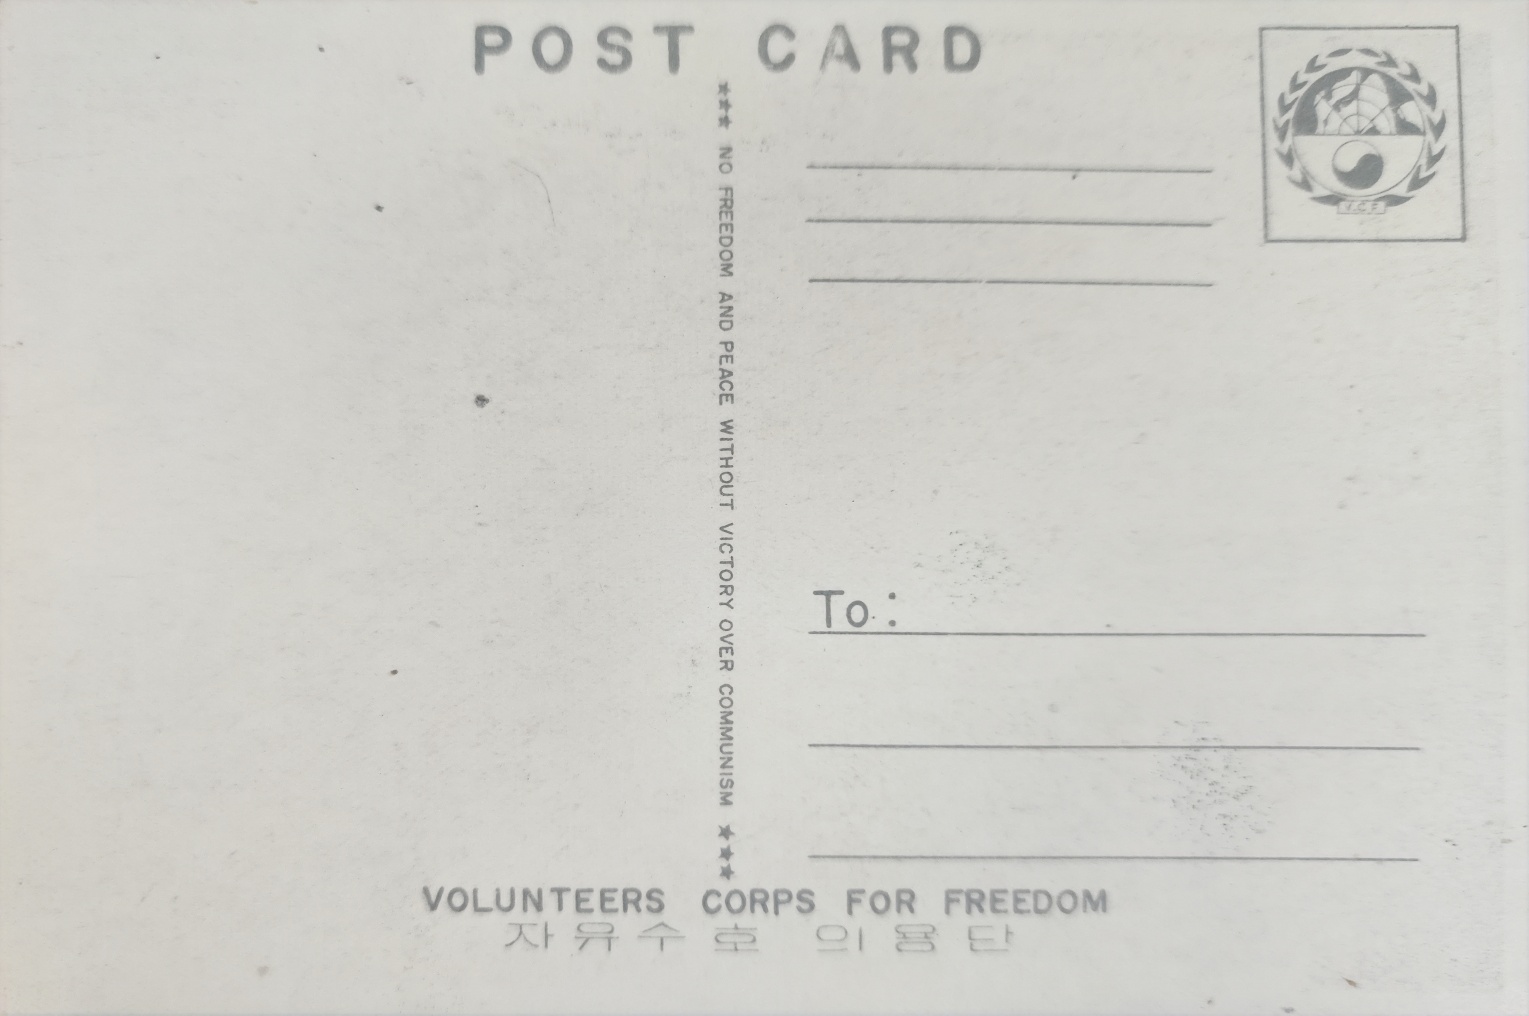 POST CARD
V.C.F.
★★★ NO FREEDOM AND PEACE WITHOUT VICTORY OVER COMMUNISM ★★★
To:
VOLUNTEERS CORPS FOR FREEDOM
자유수호 의용단